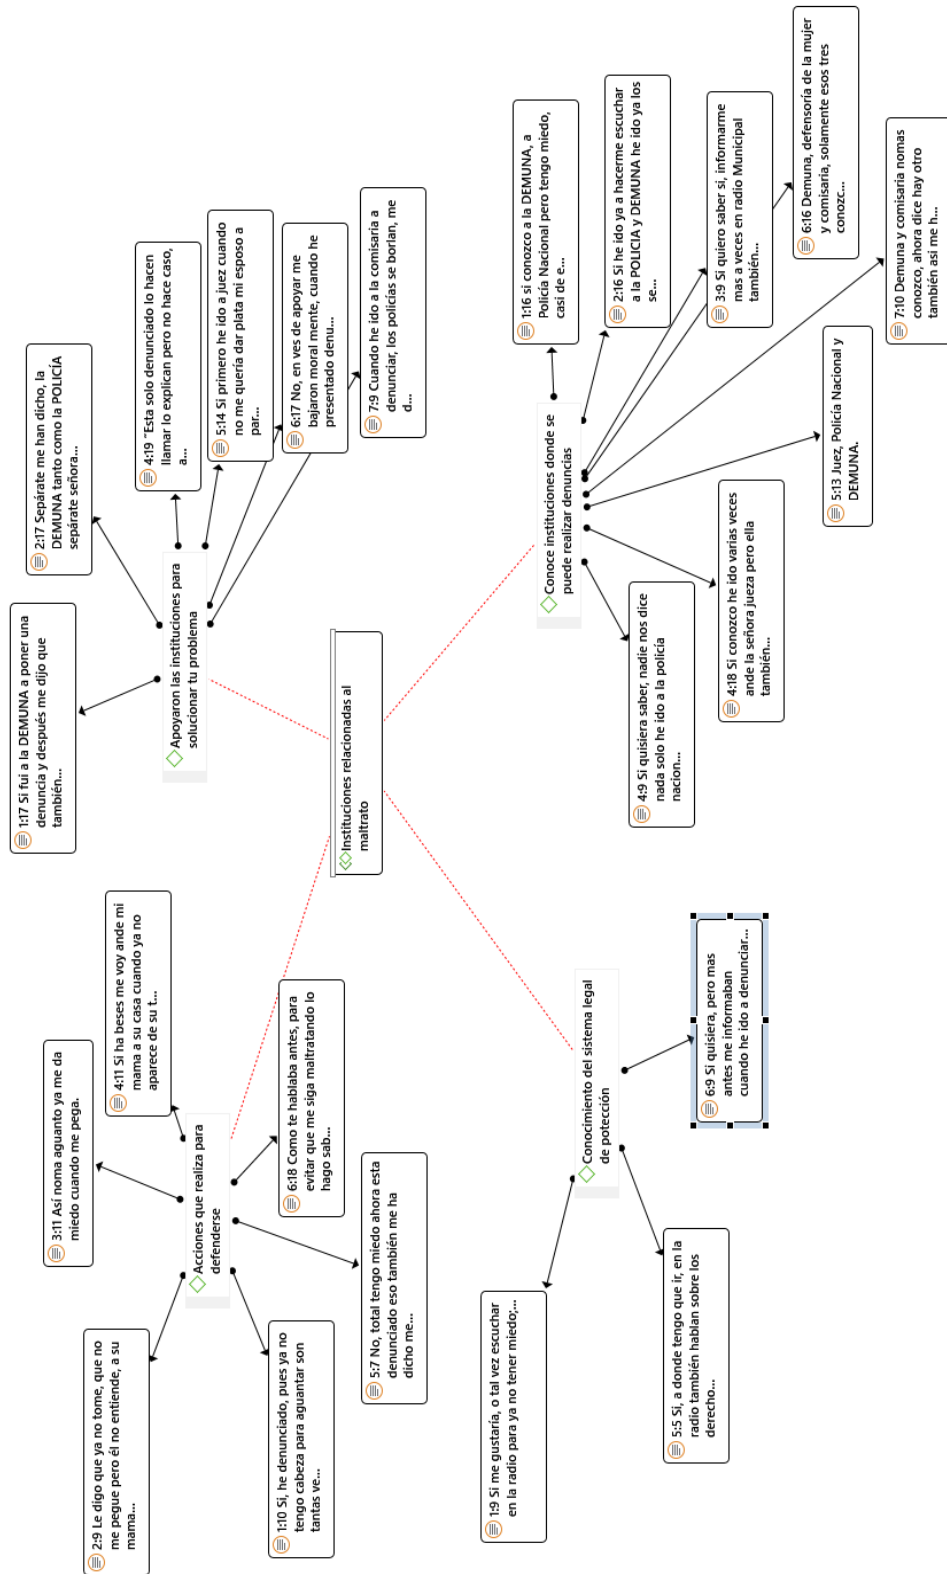 2:9 Le digo que ya no tome, que no
me pegue pero él no entiende, a su
mama...
3:11 Así noma aguanto ya me da
miedo cuando me pega.
4:11 Si ha beses me voy ande mi
mama a su casa cuando ya no
aparece de su t...
Acciones que realiza para
defenderse
1:10 Si, he denunciado, pues ya no
tengo cabeza para aguantar son
tantas ve...
5:7 No, total tengo miedo ahora esta
denunciado eso también me ha
dicho me...
6:18 Como te hablaba antes, para
evitar que me siga maltratando lo
hago sab...
1:17 Si fui a la DEMUNA a poner una
denuncia y después me dijo que
también...
2:17 Sepárate me han dicho, la
DEMUNA tanto como la POLICÍA
sepárate señora...
4:19 "Esta solo denunciado lo hacen
llamar lo explican pero no hace caso,
a...
Apoyaron las instituciones para
solucionar tu problema
5:14 Si primero he ido a juez cuando
no me quería dar plata mi esposo a
par...
6:17 No, en ves de apoyar me
bajaron moral mente, cuando he
presentado denu...
7:9 Cuando he ido a la comisaria a
denunciar, los policías se borlan, me
d...
Instituciones relacionadas al
maltrato
1:9 Si me gustaría, o tal vez escuchar
en la radio para ya no tener miedo;...
Conocimiento del sistema legal
de potección
5:5 Si, a donde tengo que ir, en la
radio también hablan sobre los
derecho...
6:9 Si quisiera, pero mas
antes me informaban
cuando he ido a denunciar...
Conoce instituciones donde se
puede realizar denuncias
1:16 si conozco a la DEMUNA, a
Policía Nacional pero tengo miedo,
casi de e...
2:16 Si he ido ya a hacerme escuchar
a la POLICIA y DEMUNA he ido ya los
se...
3:9 Si quiero saber si, informarme
mas a veces en radio Municipal
también...
6:16 Demuna, defensoría de la mujer
y comisaria, solamente esos tres
conozc...
4:9 Si quisiera saber, nadie nos dice
nada solo he ido a la policía
nacion...
4:18 Si conozco he ido varias veces
ande la señora jueza pero ella
también...
5:13 Juez, Policía Nacional y
DEMUNA.
7:10 Demuna y comisaria nomas
conozco, ahora dice hay otro
también asi me h...